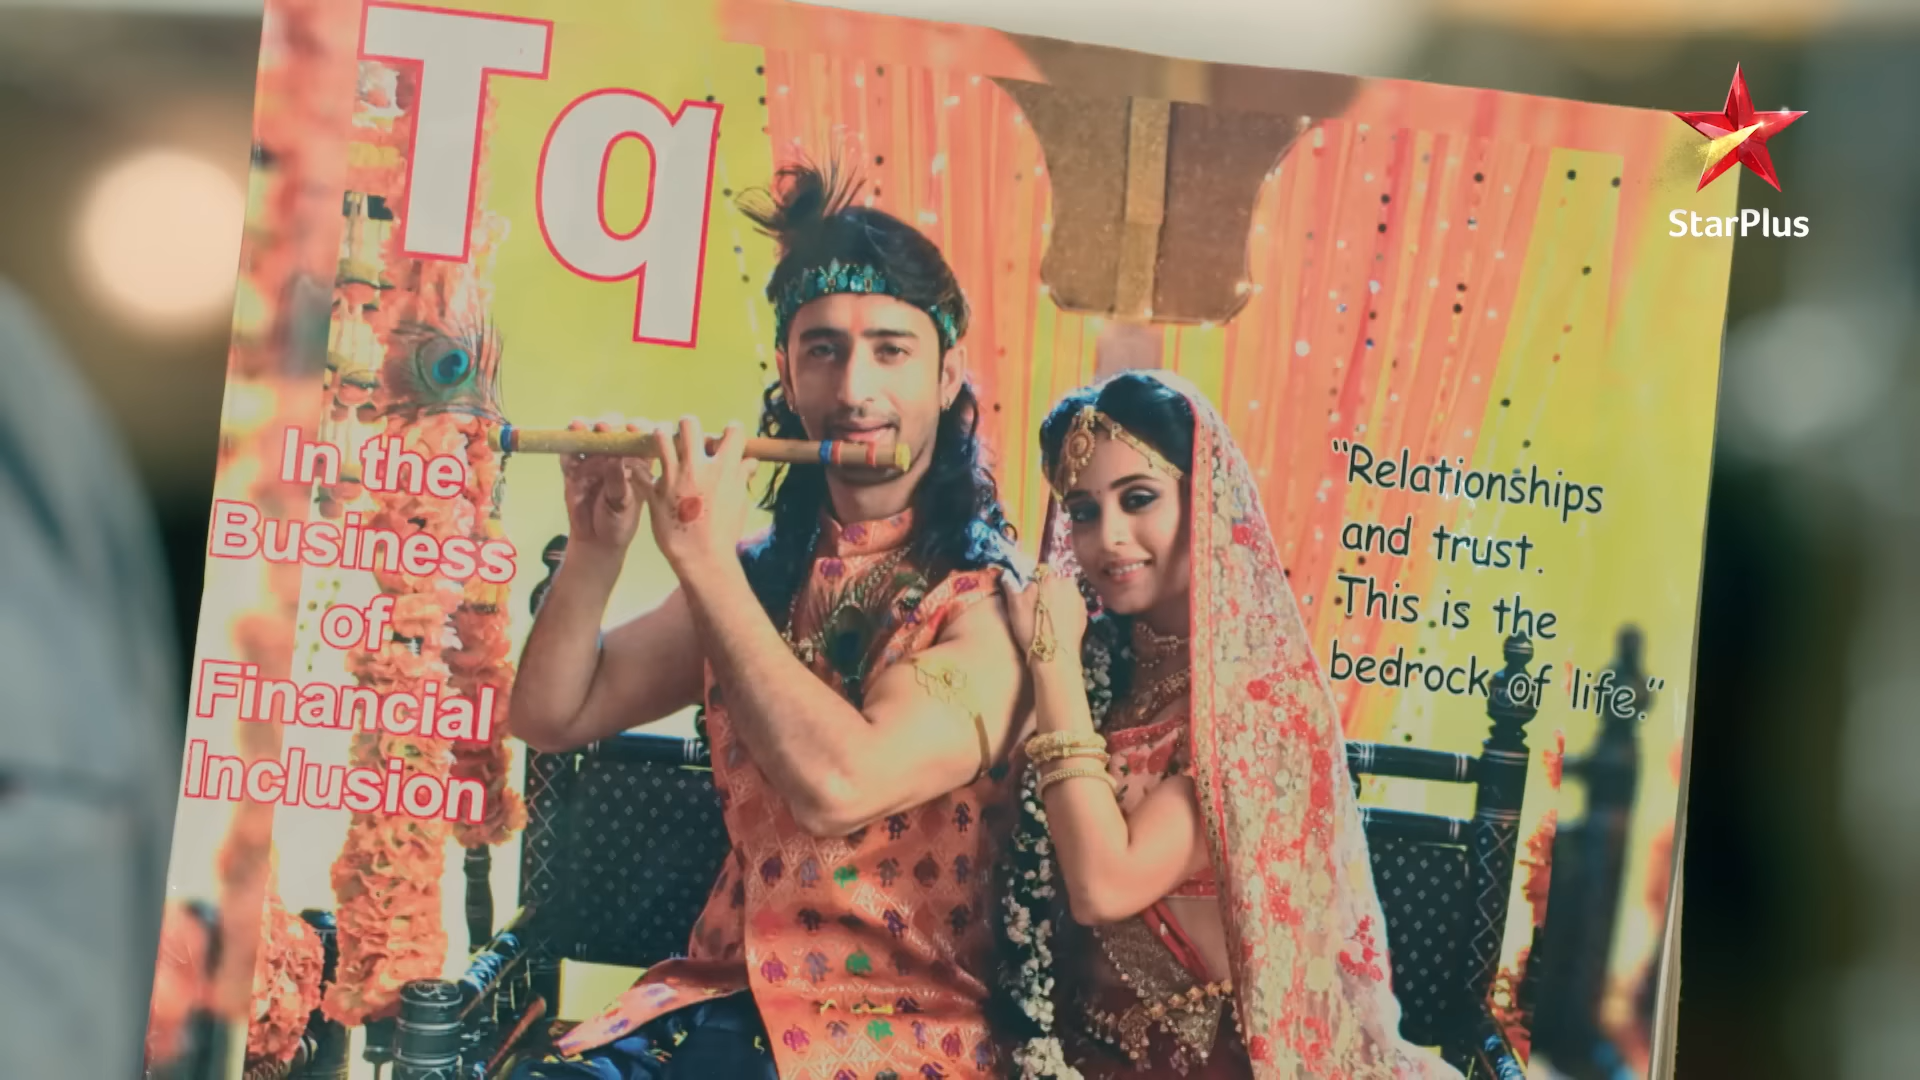 Tq
StarPlus
In the
Business
of
Financial
Inclusion
“Relationships
and trust.
This is the
bedrock of life.”